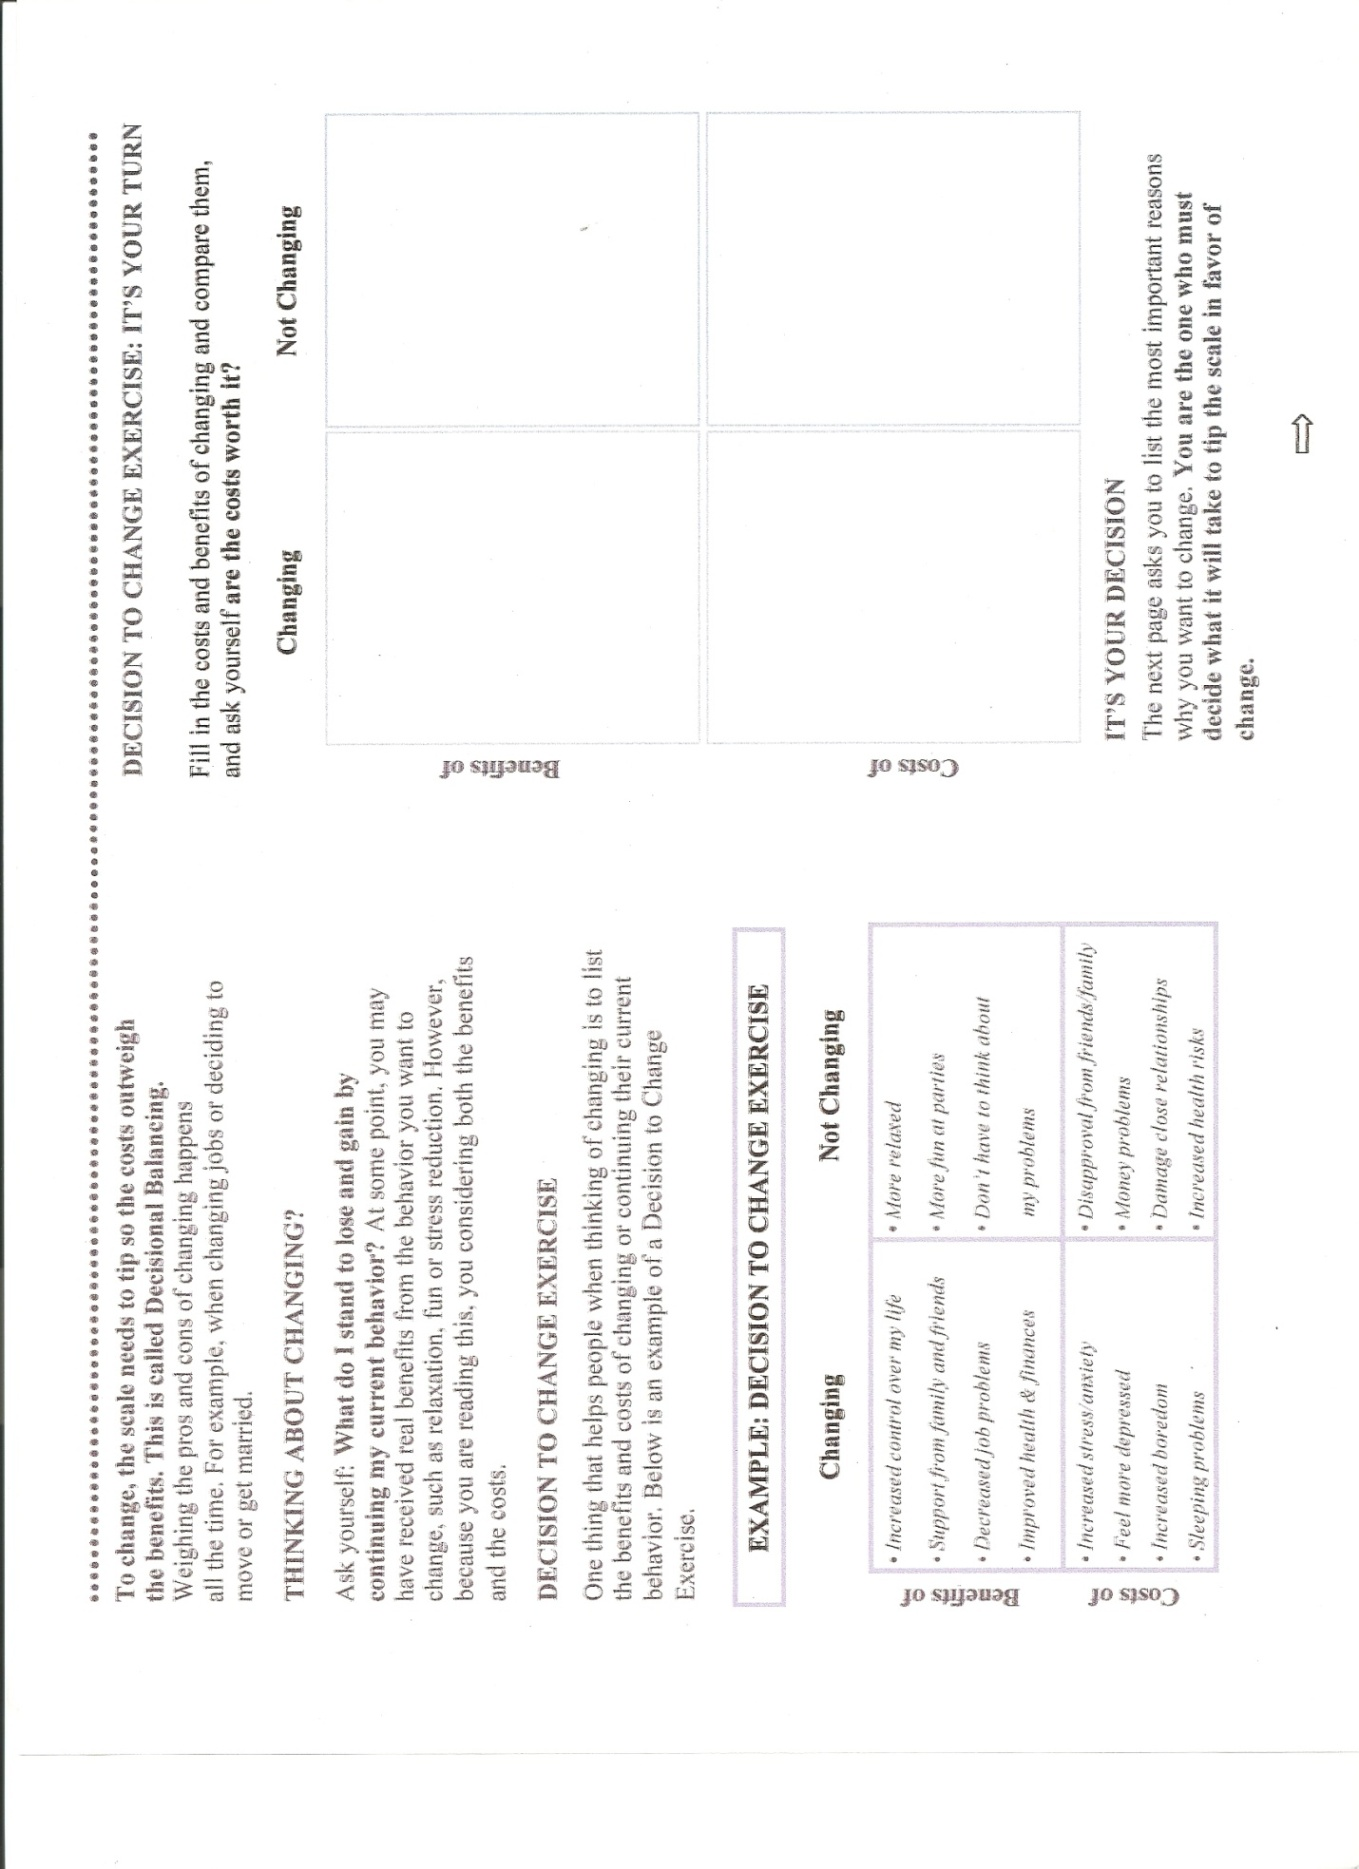 To change, the scale needs to tip so the costs outweigh
the benefits. This is called Decisional Balancing.
Weighing the pros and cons of changing happens
all the time. For example, when changing jobs or deciding to
move or get married.
THINKING ABOUT CHANGING?
Ask yourself: What do I stand to lose and gain by
continuing my current behavior? At some point, you may
have received real benefits from the behavior you want to
change, such as relaxation, fun or stress reduction. However,
because you are reading this, you considering both the benefits
and the costs.
DECISION TO CHANGE EXERCISE
One thing that helps people when thinking of changing is to list
the benefits and costs of changing or continuing their current
behavior. Below is an example of a Decision to Change
Exercise.
EXAMPLE: DECISION TO CHANGE EXERCISE
Changing
Not Changing
Benefits of
• Increased control over my life
• Support from family and friends
• Decreased job problems
• Improved health & finances
• More relaxed
• More fun at parties
• Don't have to think about
my problems
Costs of
• Increased stress/anxiety
• Feel more depressed
• Increased boredom
• Sleeping problems
• Disapproval from friends/family
• Money problems
• Damage close relationships
• Increased health risks
DECISION TO CHANGE EXERCISE: IT'S YOUR TURN
Fill in the costs and benefits of changing and compare them,
and ask yourself are the costs worth it?
Changing
Not Changing
Benefits of
Costs of
IT'S YOUR DECISION
The next page asks you to list the most important reasons
why you want to change. You are the one who must
decide what it will take to tip the scale in favor of
change.